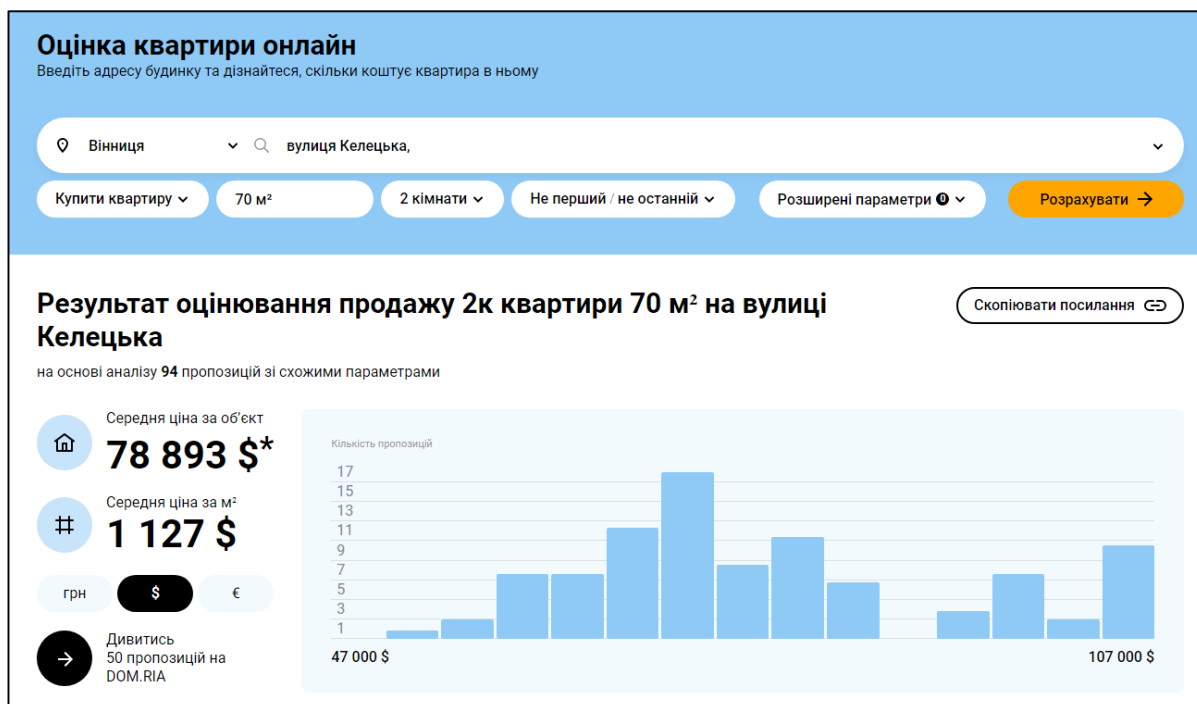 Оцінка квартири онлайн
Введіть адресу будинку та дізнайтеся, скільки коштує квартира в ньому
Вінниця вулиця Келецька,
Купити квартиру 70 м² 2 кімнати Не перший / не останній Розширені параметри 0 Розрахувати →
Результат оцінювання продажу 2к квартири 70 м² на вулиці
Келецька
Скопіювати посилання
на основі аналізу 94 пропозицій зі схожими параметрами
Середня ціна за об'єкт
78 893 $*
Середня ціна за м²
1 127 $
грн $ €
Дивитись
50 пропозицій на
DOM.RIA
Кількість пропозицій
17
15
13
11
9
7
5
3
1
47 000 $ 107 000 $